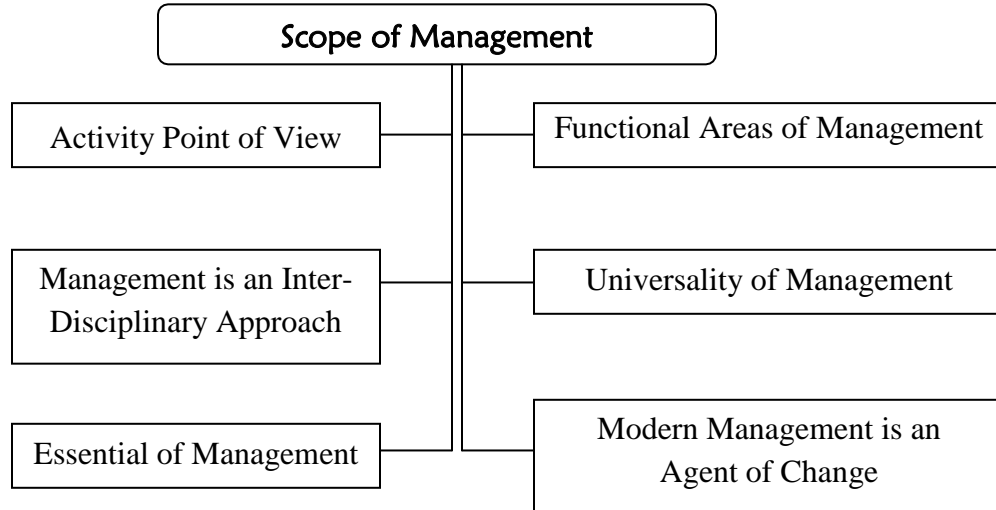 Scope of Management
Activity Point of View
Functional Areas of Management
Management is an Inter-
Disciplinary Approach
Universality of Management
Essential of Management
Modern Management is an
Agent of Change